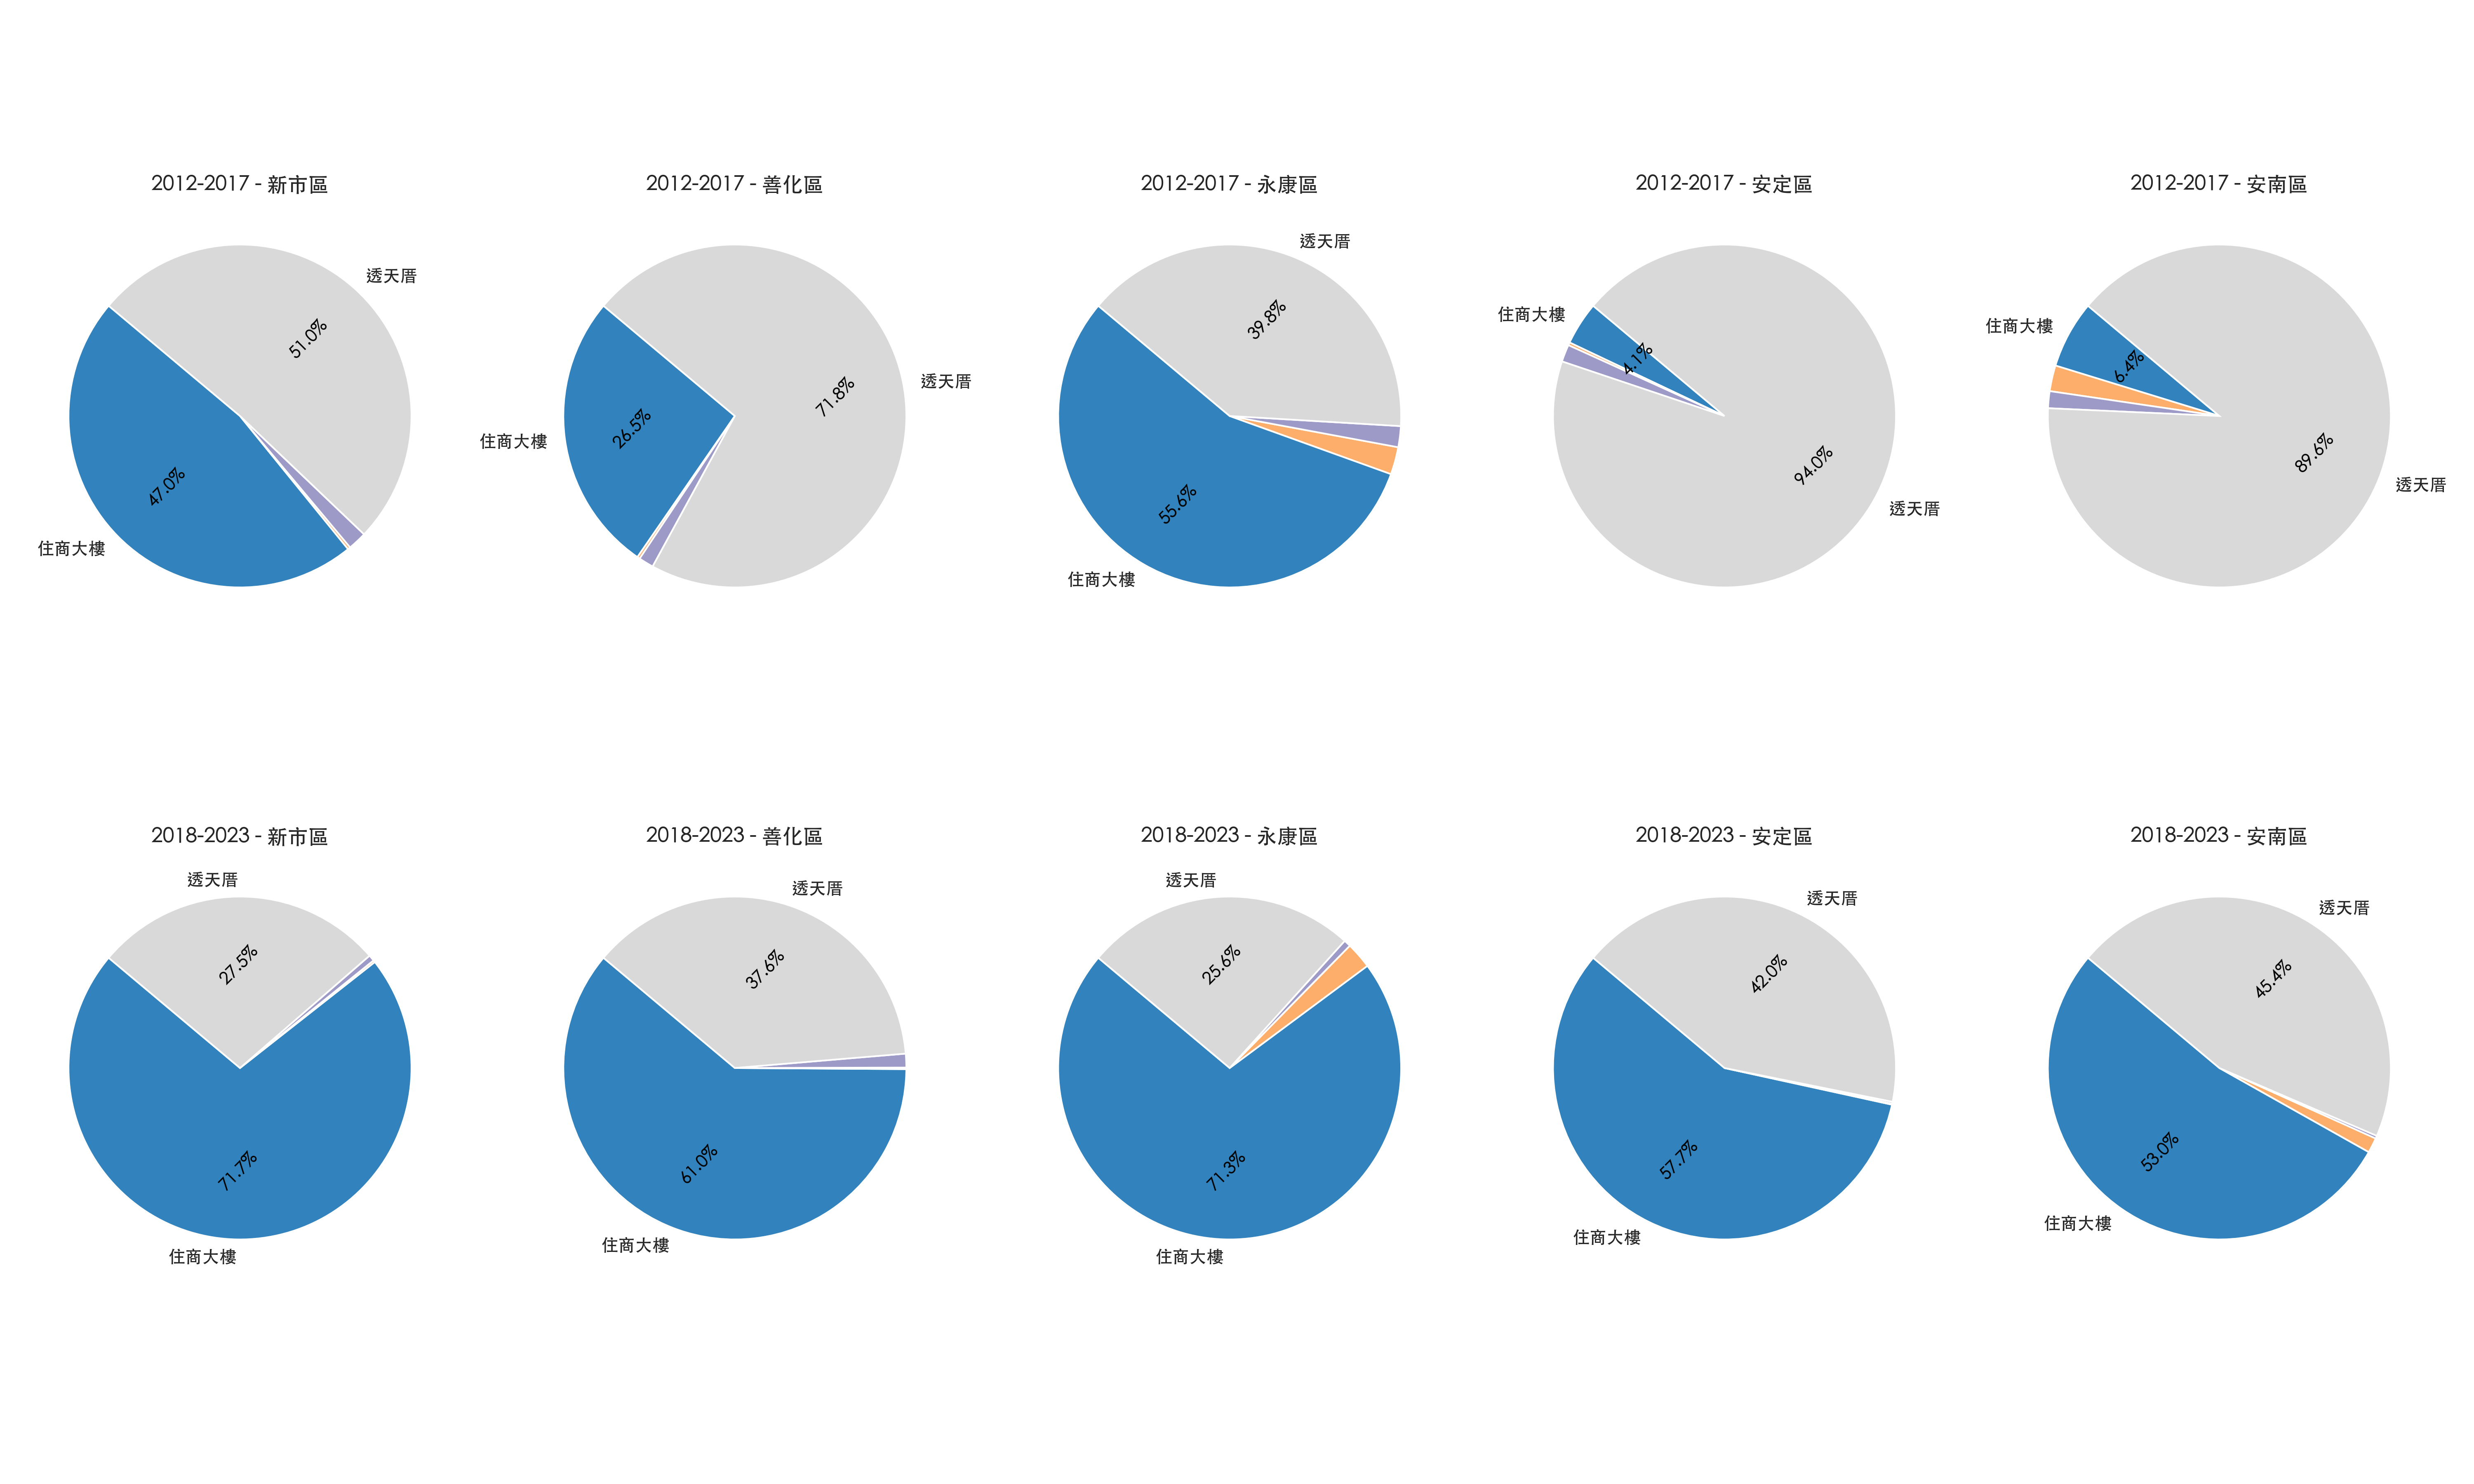 2012-2017 - 新市區
透天厝
51.0%
47.0%
住商大樓
2012-2017 - 善化區
透天厝
71.8%
26.5%
住商大樓
2012-2017 - 永康區
透天厝
39.8%
55.6%
住商大樓
2012-2017 - 安定區
住商大樓
4.1%
94.0%
透天厝
2012-2017 - 安南區
住商大樓
6.4%
89.6%
透天厝
2018-2023 - 新市區
透天厝
27.5%
71.7%
住商大樓
2018-2023 - 善化區
透天厝
37.6%
61.0%
住商大樓
2018-2023 - 永康區
透天厝
25.6%
71.3%
住商大樓
2018-2023 - 安定區
透天厝
42.0%
57.7%
住商大樓
2018-2023 - 安南區
透天厝
45.4%
53.0%
住商大樓